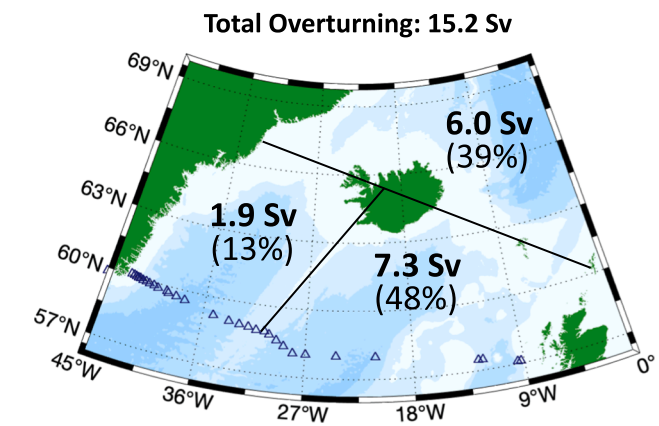 Total Overturning: 15.2 Sv
69°N
66°N
63°N
60°N
57°N
6.0 Sv
(39%)
1.9 Sv
(13%)
7.3 Sv
(48%)
45°W
36°W
27°W
18°W
9°W
0°